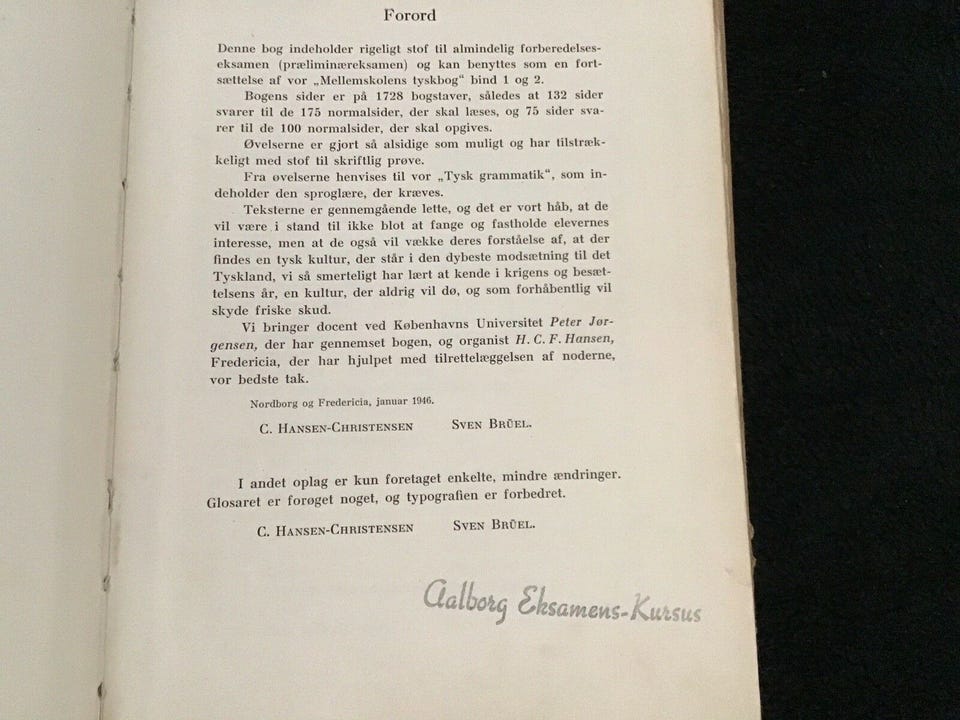 Forord
Denne bog indeholder rigeligt stof til almindelig forberedelses-
eksamen (præliminæreksamen) og kan benyttes som en fort-
sættelse af vor „Mellemskolens tyskbog“ bind 1 og 2.
Bogens sider er på 1728 bogstaver, således at 132 sider
svarer til de 175 normalsider, der skal læses, og 75 sider sva-
rer til de 100 normalsider, der skal opgives.
Øvelserne er gjort så alsidige som muligt og har tilstræk-
keligt med stof til skriftlig prøve.
Fra øvelserne henvises til vor „Tysk grammatik“, som in-
deholder den sproglære, der kræves.
Teksterne er gennemgående lette, og det er vort håb, at de
vil være i stand til ikke blot at fange og fastholde elevernes
interesse, men at de også vil vække deres forståelse af, at der
findes en tysk kultur, der står i den dybeste modsætning til det
Tyskland, vi så smerteligt har lært at kende i krigens og besæt-
telsens år, en kultur, der aldrig vil dø, og som forhåbentlig vil
skyde friske skud.
Vi bringer docent ved Københavns Universitet Peter Jør-
gensen, der har gennemset bogen, og organist H. C. F. Hansen,
Fredericia, der har hjulpet med tilrettelæggelsen af noderne,
vor bedste tak.
Nordborg og Fredericia, januar 1946.
C. Hansen-Christensen Sven Brüel.
I andet oplag er kun foretaget enkelte, mindre ændringer.
Glosaret er forøget noget, og typografien er forbedret.
C. Hansen-Christensen Sven Brüel.
Aalborg Eksamens-Kursus